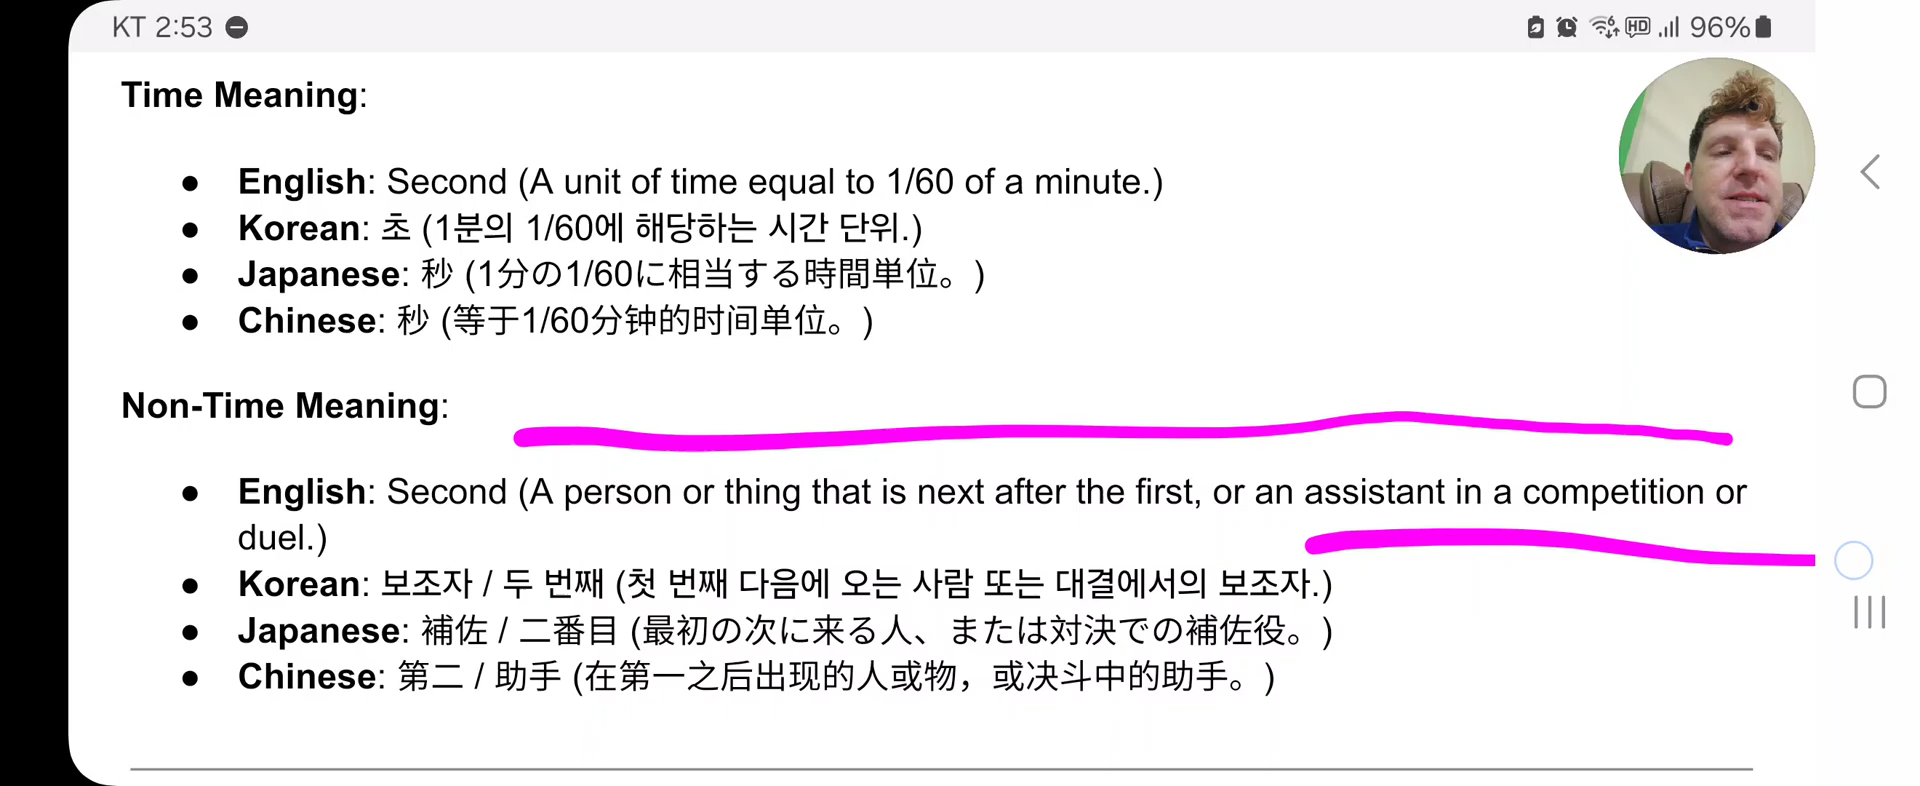 KT 2:53 96%
Time Meaning:
● English: Second (A unit of time equal to 1/60 of a minute.)
● Korean: 초 (1분의 1/60에 해당하는 시간 단위.)
● Japanese: 秒 (1分の1/60に相当する時間単位。)
● Chinese: 秒 (等于1/60分钟的时间单位。)
Non-Time Meaning:
● English: Second (A person or thing that is next after the first, or an assistant in a competition or
duel.)
● Korean: 보조자 / 두 번째 (첫 번째 다음에 오는 사람 또는 대결에서의 보조자.)
● Japanese: 補佐 / 二番目 (最初の次に来る人、または対決での補佐役。)
● Chinese: 第二 / 助手 (在第一之后出现的人或物，或决斗中的助手。)